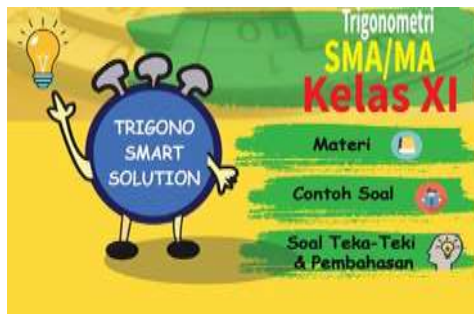 Trigonometri
SMA/MA
Kelas XI
TRIGONO
SMART
SOLUTION
Materi
Contoh Soal
Soal Teka-Teki
& Pembahasan